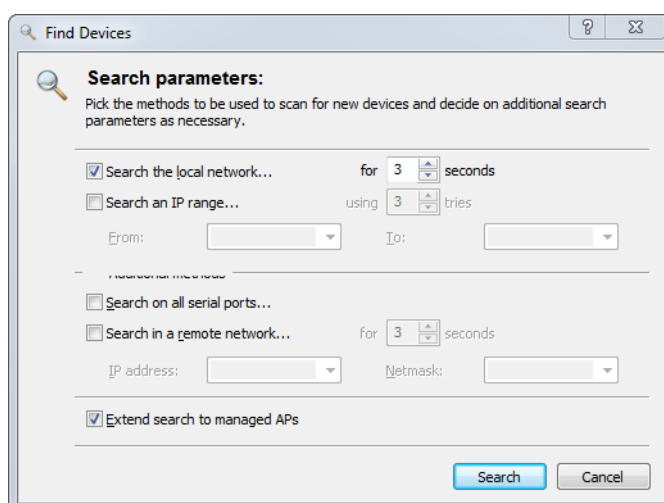 Find Devices
Search parameters:
Pick the methods to be used to scan for new devices and decide on additional search
parameters as necessary.
Search the local network... for 3 seconds
Search an IP range... using 3 tries
From: To:
Additional methods
Search on all serial ports...
Search in a remote network... for 3 seconds
IP address: Netmask:
Extend search to managed APs
Search Cancel